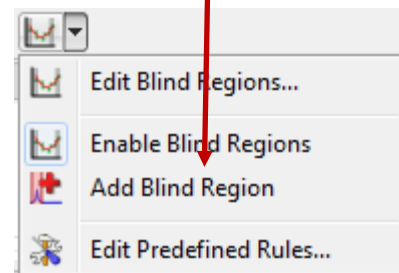 Edit Blind Regions...
Enable Blind Regions
Add Blind Region
Edit Predefined Rules...